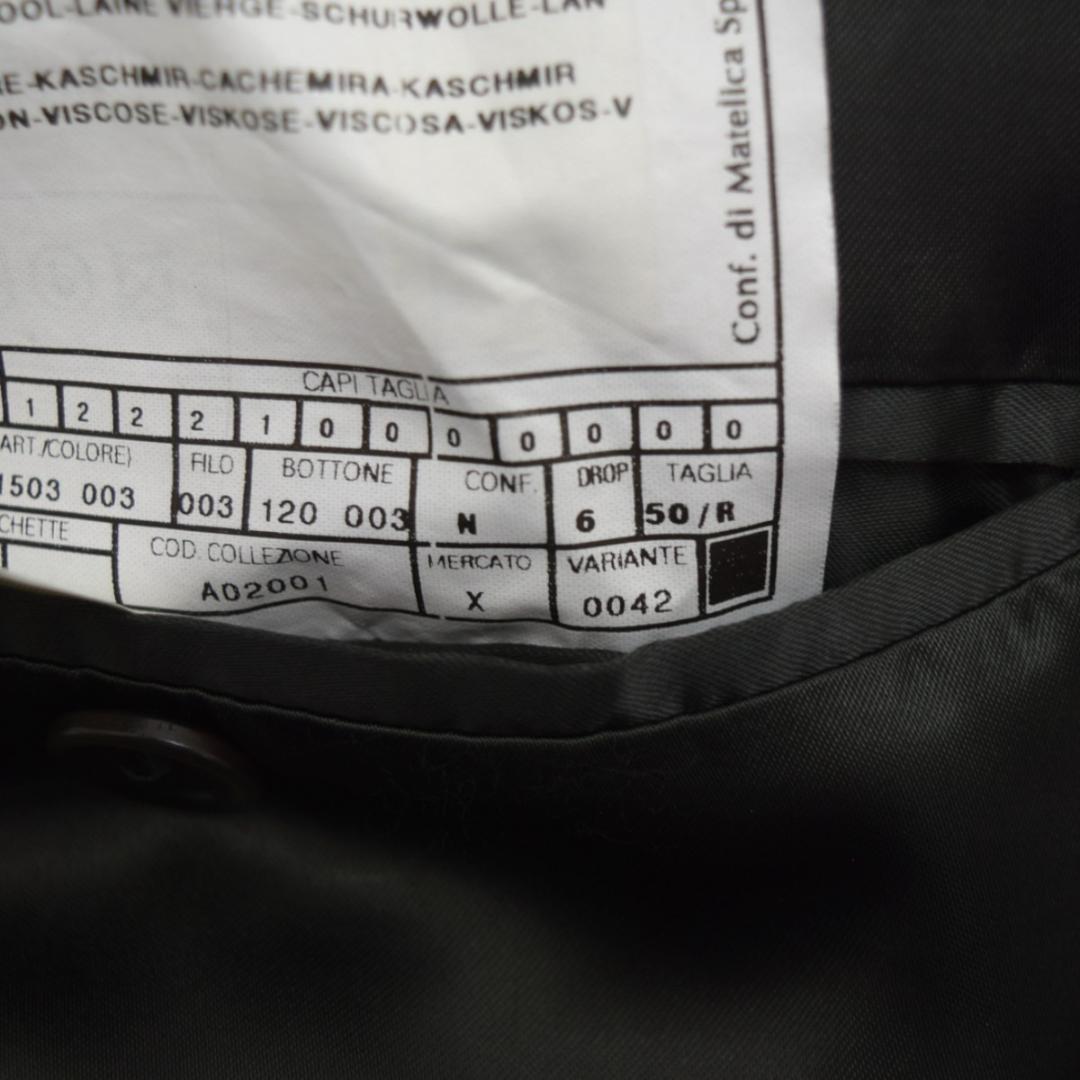 OOL-LAINE VIERGE-SCHURWOLLE-LAN
E-KASCHMIR-CACHEMIRA-KASCHMIR
ON-VISCOSE-VISKOSE-VISCOSA-VISKOS-V
Conf. di Matelica Sp
CAPI TAGLIA
1 2 2 2 1 0 0 0 0 0 0 0
ART./COLORE) FILO BOTTONE CONF. DROP TAGLIA
1503 003 003 120 003 N 6 50/R
CHETTE COD. COLLEZIONE MERCATO VARIANTE
A02001 X 0042